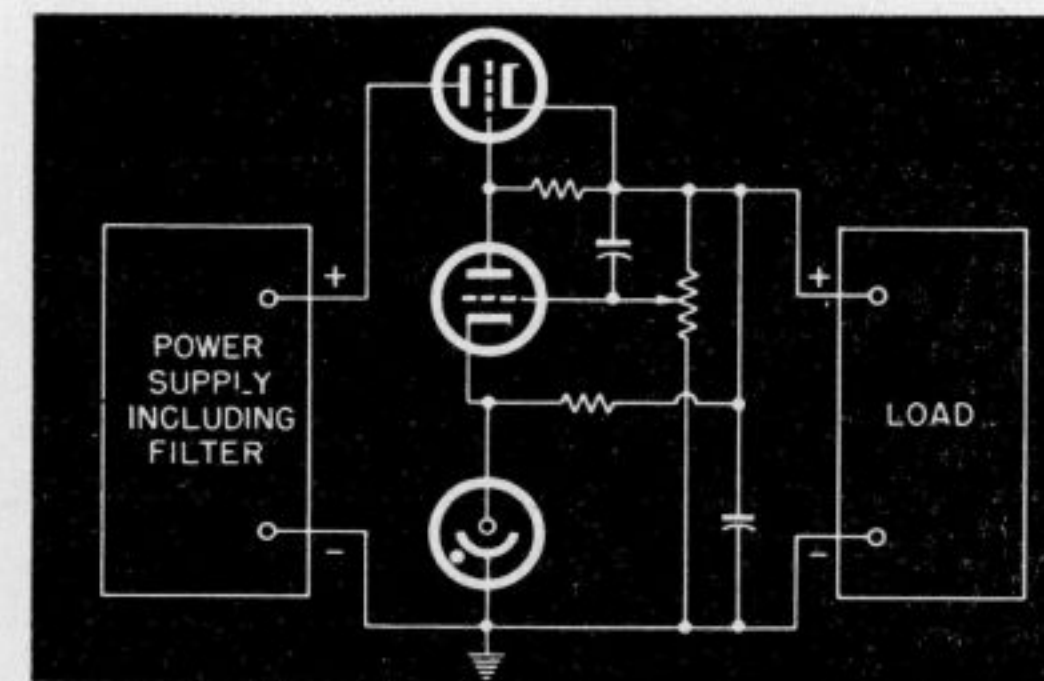 POWER
SUPPLY
INCLUDING
FILTER
+
-
+
-
LOAD